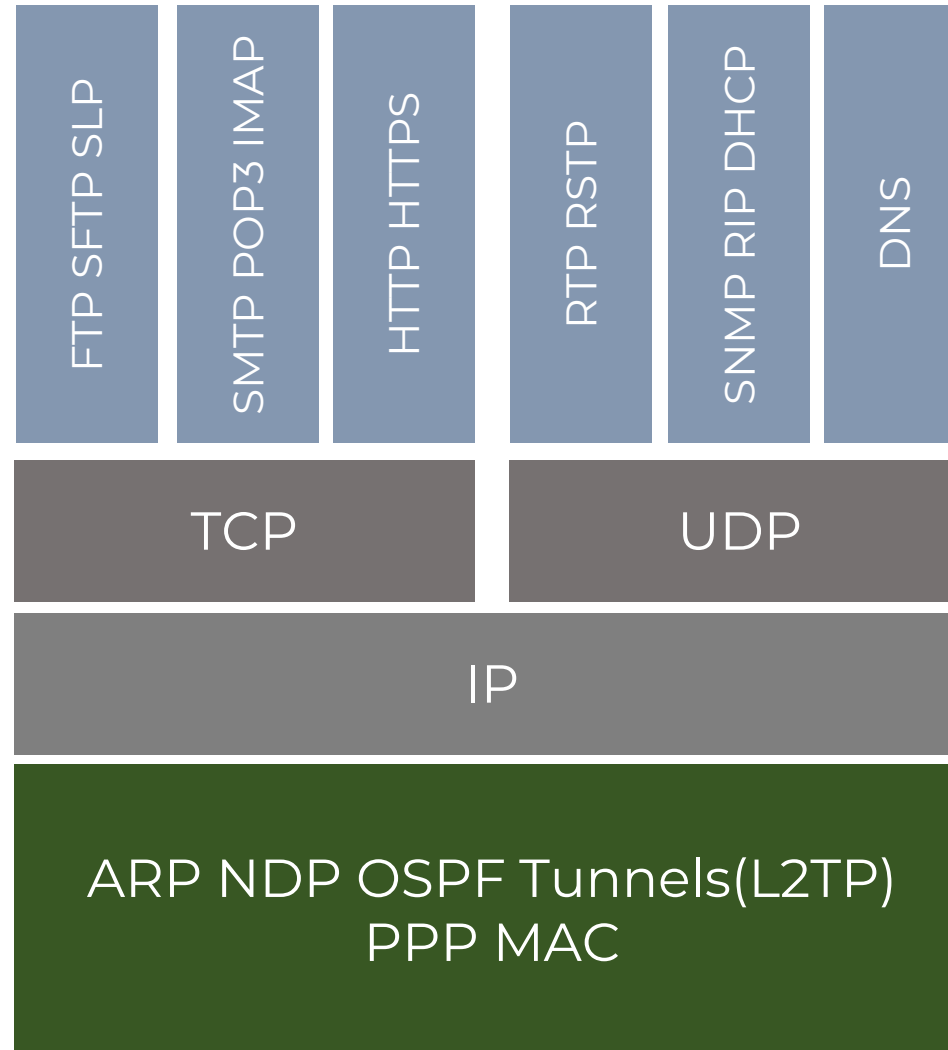 FTP SFTP SLP
SMTP POP3 IMAP
HTTP HTTPS
RTP RSTP
SNMP RIP DHCP
DNS
TCP
UDP
IP
ARP NDP OSPF Tunnels(L2TP)
PPP MAC